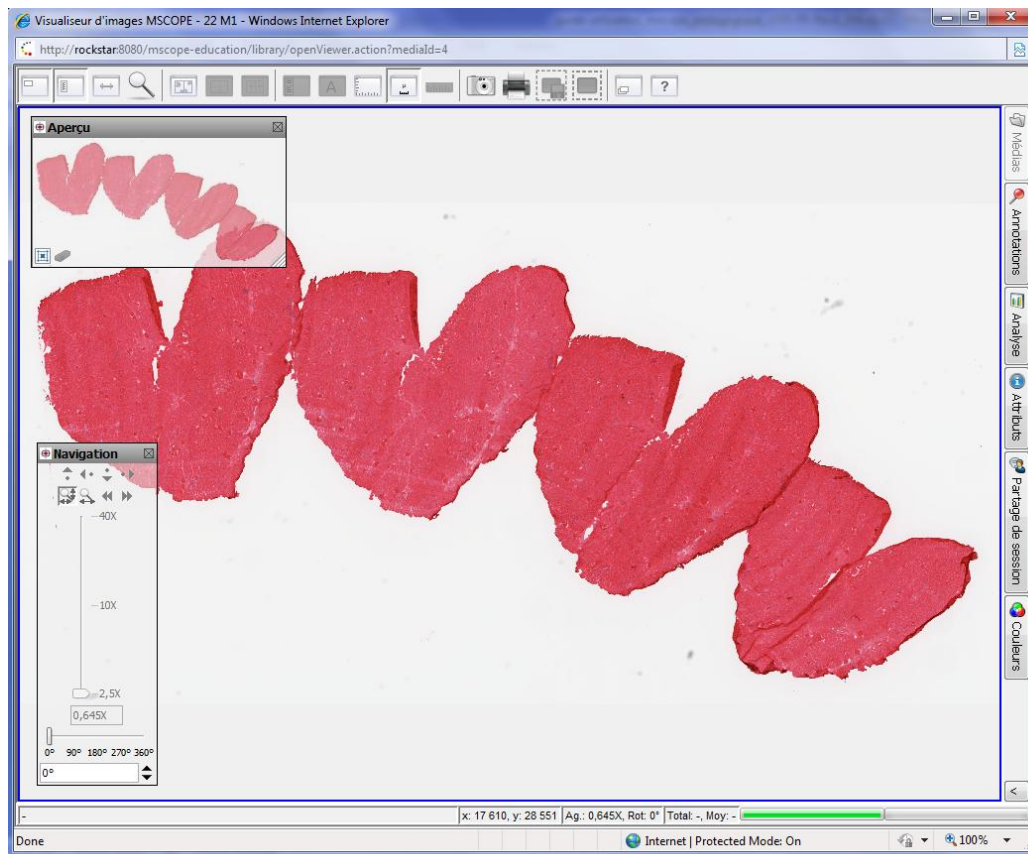 Visualiseur d'images MSCOPE - 22 M1 - Windows Internet Explorer
http://rockstar:8080/mscope-education/library/openViewer.action?mediaId=4
A
µ
?
Aperçu
Médias
Annotations
Analyse
Attributs
Partage de session
Couleurs
Navigation
40X
10X
2,5X
0,645X
0° 90° 180° 270° 360°
0°
<
-
x: 17 610, y: 28 551
Ag.: 0,645X, Rot: 0°
Total: -, Moy: -
Done
Internet | Protected Mode: On
100%